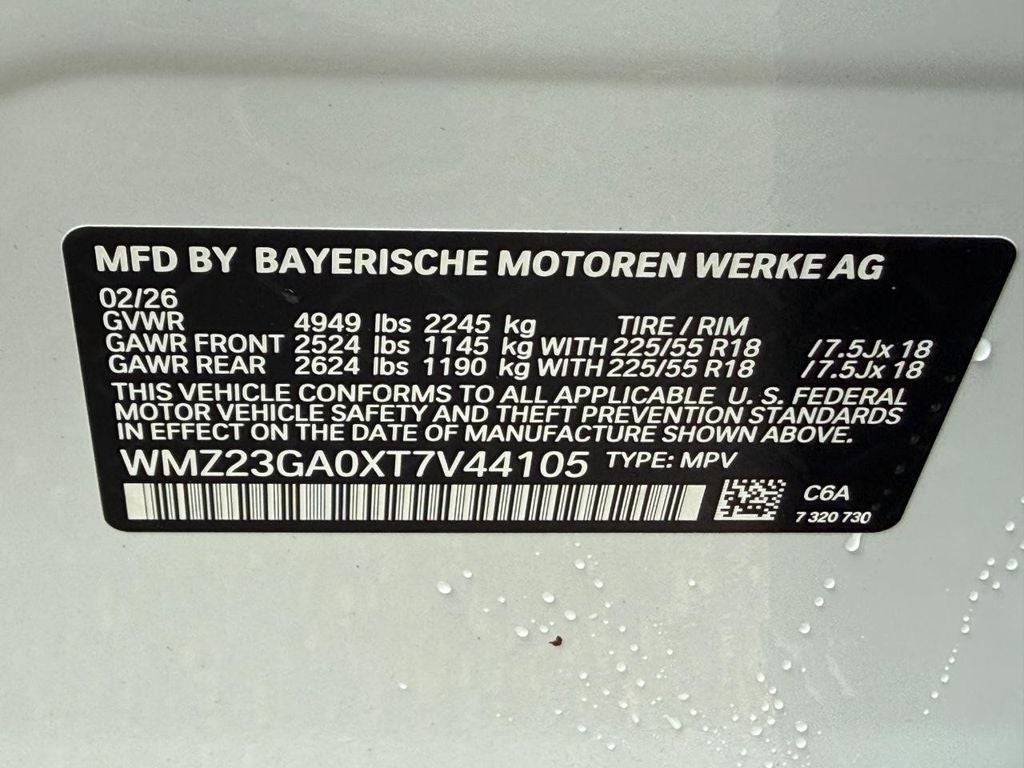 MFD BY BAYERISCHE MOTOREN WERKE AG
02/26
GVWR 4949 lbs 2245 kg TIRE / RIM
GAWR FRONT 2524 lbs 1145 kg WITH 225/55 R18 / 7.5Jx 18
GAWR REAR 2624 lbs 1190 kg WITH 225/55 R18 / 7.5Jx 18
THIS VEHICLE CONFORMS TO ALL APPLICABLE U. S. FEDERAL
MOTOR VEHICLE SAFETY AND THEFT PREVENTION STANDARDS
IN EFFECT ON THE DATE OF MANUFACTURE SHOWN ABOVE.
WMZ23GA0XT7V44105 TYPE: MPV
C6A
7 320 730